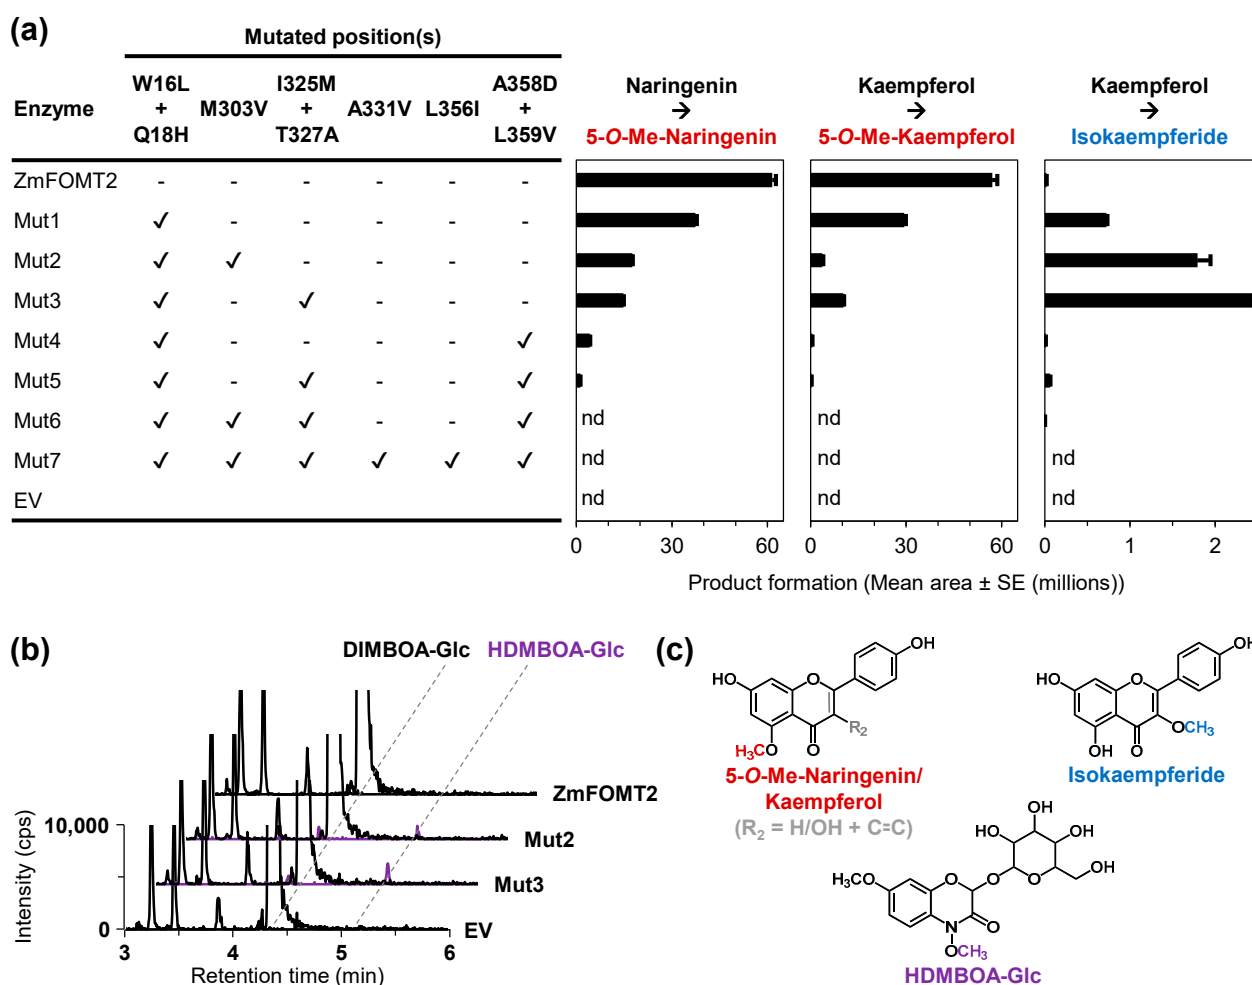 (a)
Mutated position(s)
Enzyme
W16L
+
Q18H
M303V
I325M
+
T327A
A331V
L356I
A358D
+
L359V
Naringenin
→
5-O-Me-Naringenin
Kaempferol
→
5-O-Me-Kaempferol
Kaempferol
→
Isokaempferide
ZmFOMT2 - - - - - -
Mut1 ✓ - - - - -
Mut2 ✓ ✓ - - - -
Mut3 ✓ - ✓ - - -
Mut4 ✓ - - - - ✓
Mut5 ✓ - ✓ - - ✓
Mut6 ✓ ✓ ✓ - - ✓ nd nd
Mut7 ✓ ✓ ✓ ✓ ✓ ✓ nd nd nd
EV nd nd nd
0 30 60 0 30 60 0 1 2
Product formation (Mean area ± SE (millions))
(b)
DIMBOA-Glc HDMBOA-Glc
ZmFOMT2
Mut2
Mut3
EV
10,000
0
Intensity (cps)
3 4 5 6
Retention time (min)
(c)
OH
HO
O
R2
H3C
O
O
5-O-Me-Naringenin/
Kaempferol
(R2 = H/OH + C=C)
OH
HO
O
OCH3
OH
O
Isokaempferide
OH
HO
OH
OH
O
O
H3CO
O
N
O
OCH3
HDMBOA-Glc